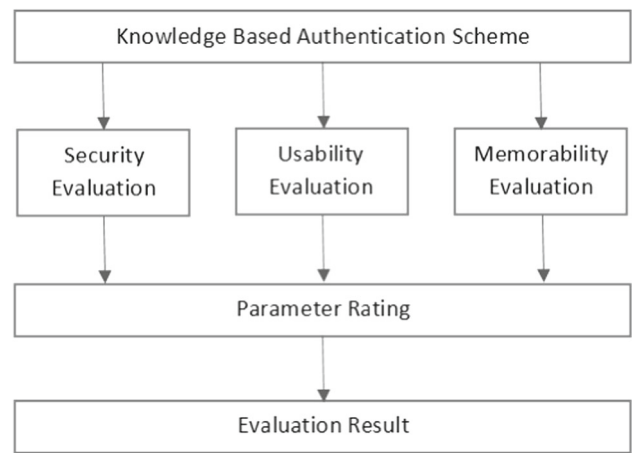 Knowledge Based Authentication Scheme
Security
Evaluation
Usability
Evaluation
Memorability
Evaluation
Parameter Rating
Evaluation Result